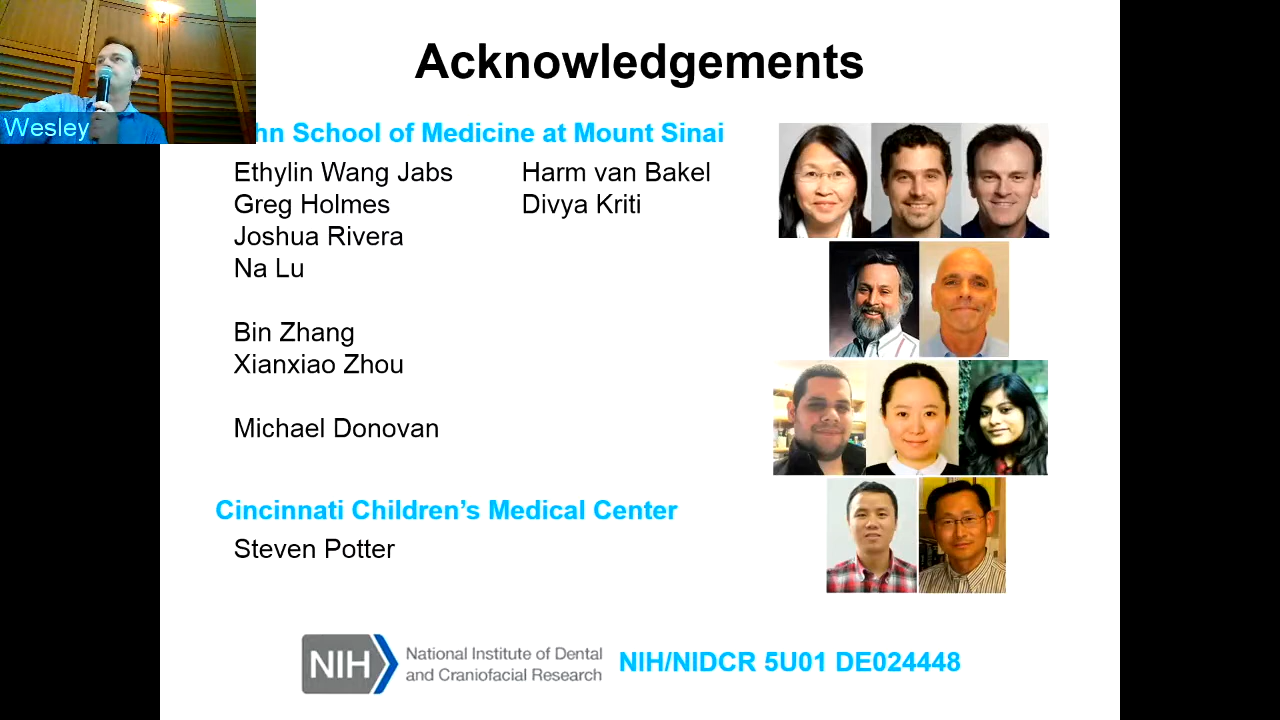 Acknowledgements
Wesley
hn School of Medicine at Mount Sinai
Ethylin Wang Jabs
Harm van Bakel
Greg Holmes
Divya Kriti
Joshua Rivera
Na Lu
Bin Zhang
Xianxiao Zhou
Michael Donovan
Cincinnati Children's Medical Center
Steven Potter
NIH
National Institute of Dental
and Craniofacial Research
NIH/NIDCR 5U01 DE024448